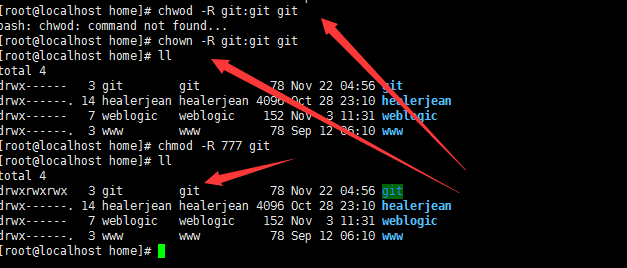 [root@localhost home]# chwod -R git:git git
bash: chwod: command not found...
[root@localhost home]# chown -R git:git git
[root@localhost home]# ll
total 4
drwx------   3 git       git         78 Nov 22 04:56 git
drwx------. 14 healerjean healerjean 4096 Oct 28 23:10 healerjean
drwx------   7 weblogic  weblogic   152 Nov  3 11:31 weblogic
drwx------.  3 www       www         78 Sep 12 06:10 www
[root@localhost home]# chmod -R 777 git
[root@localhost home]# ll
total 4
drwxrwxrwx   3 git       git         78 Nov 22 04:56 git
drwx------. 14 healerjean healerjean 4096 Oct 28 23:10 healerjean
drwx------   7 weblogic  weblogic   152 Nov  3 11:31 weblogic
drwx------.  3 www       www         78 Sep 12 06:10 www
[root@localhost home]#